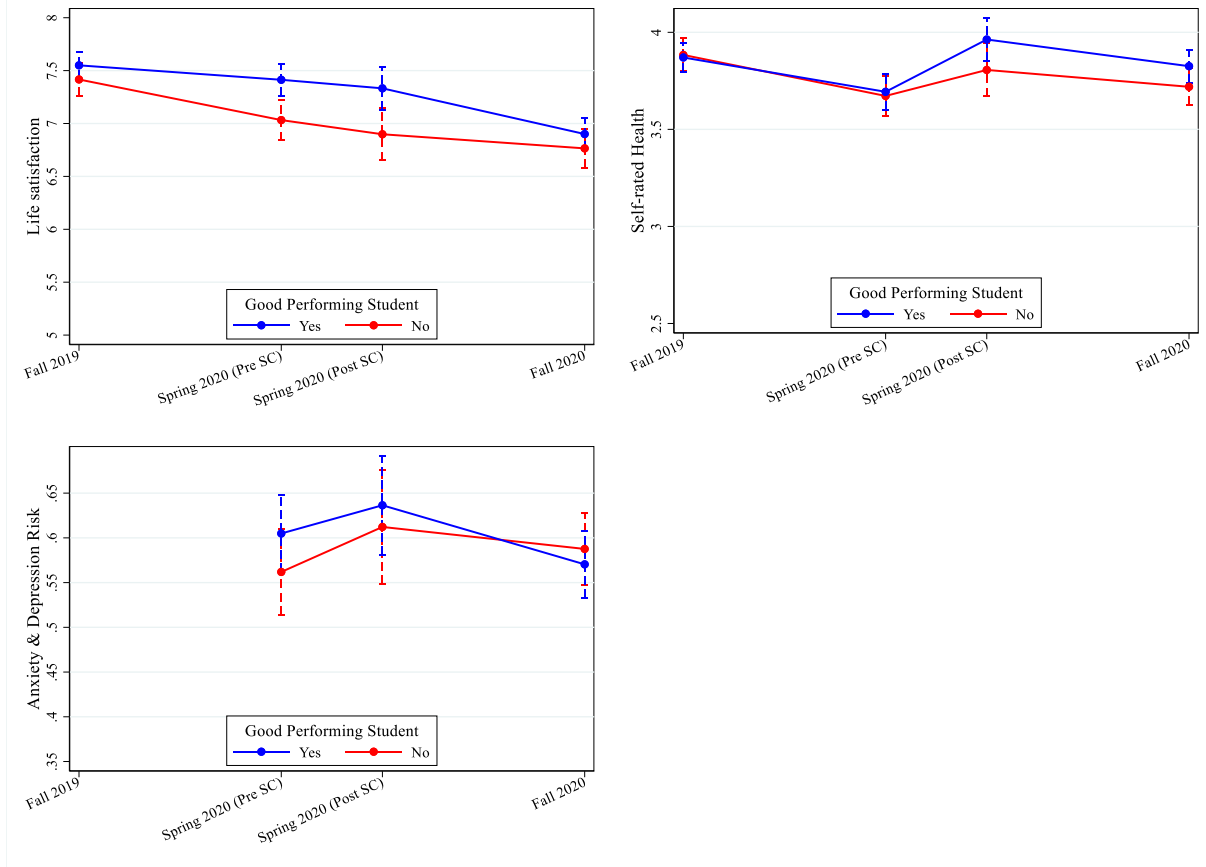 Life satisfaction
8
7.5
7
6.5
6
5.5
5
Good Performing Student
Yes No
Fall 2019
Spring 2020 (Pre SC)
Spring 2020 (Post SC)
Fall 2020
Self-rated Health
4
3.5
3
2.5
Good Performing Student
Yes No
Fall 2019
Spring 2020 (Pre SC)
Spring 2020 (Post SC)
Fall 2020
Anxiety & Depression Risk
.65
.6
.55
.5
.45
.4
.35
Good Performing Student
Yes No
Fall 2019
Spring 2020 (Pre SC)
Spring 2020 (Post SC)
Fall 2020